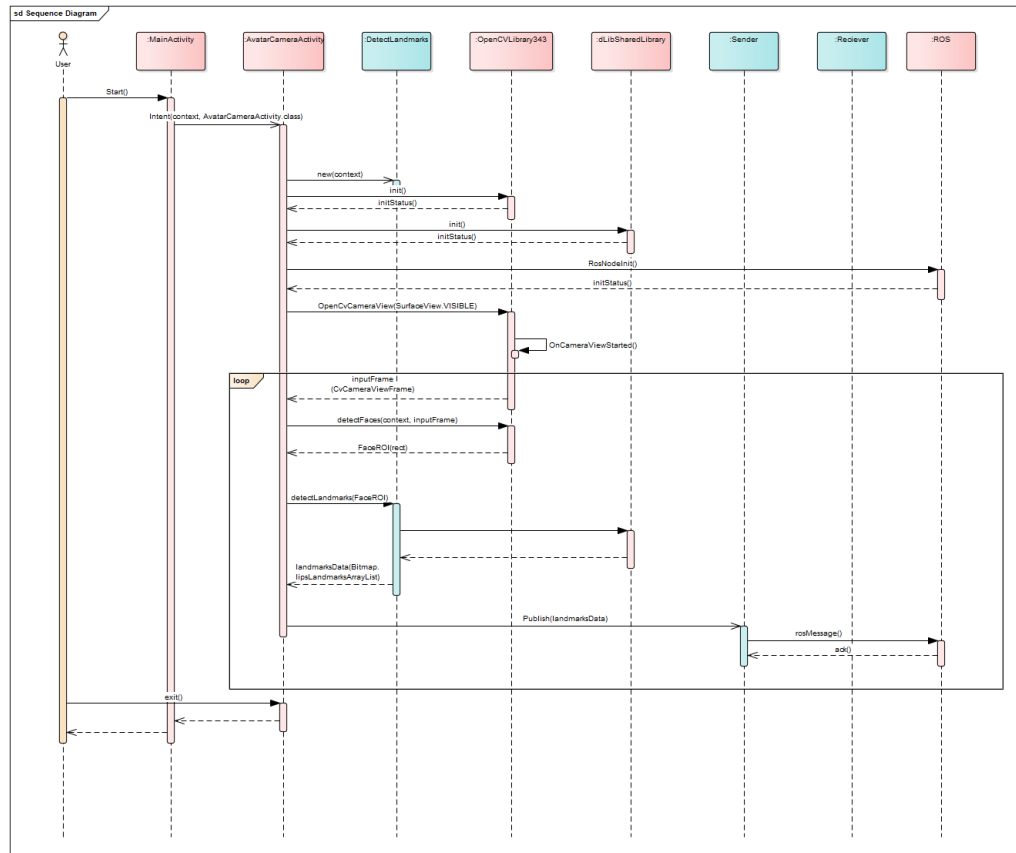 sd Sequence Diagram
User
:MainActivity
:AvatarCameraActivity
:DetectLandmarks
:OpenCVLibrary343
:dLibSharedLibrary
:Sender
:Reciever
:ROS
Start()
Intent(context, AvatarCameraActivity.class)
new(context)
init()
initStatus()
init()
initStatus()
RosNodeInit()
initStatus()
OpenCvCameraView(SurfaceView.VISIBLE)
OnCameraViewStarted()
loop
inputFrame
(CvCameraViewFrame)
detectFaces(context, inputFrame)
FaceROI(rect)
detectLandmarks(FaceROI)
landmarksData(Bitmap.
lipsLandmarksArrayList)
Publish(landmarksData)
rosMessage()
ack()
exit()